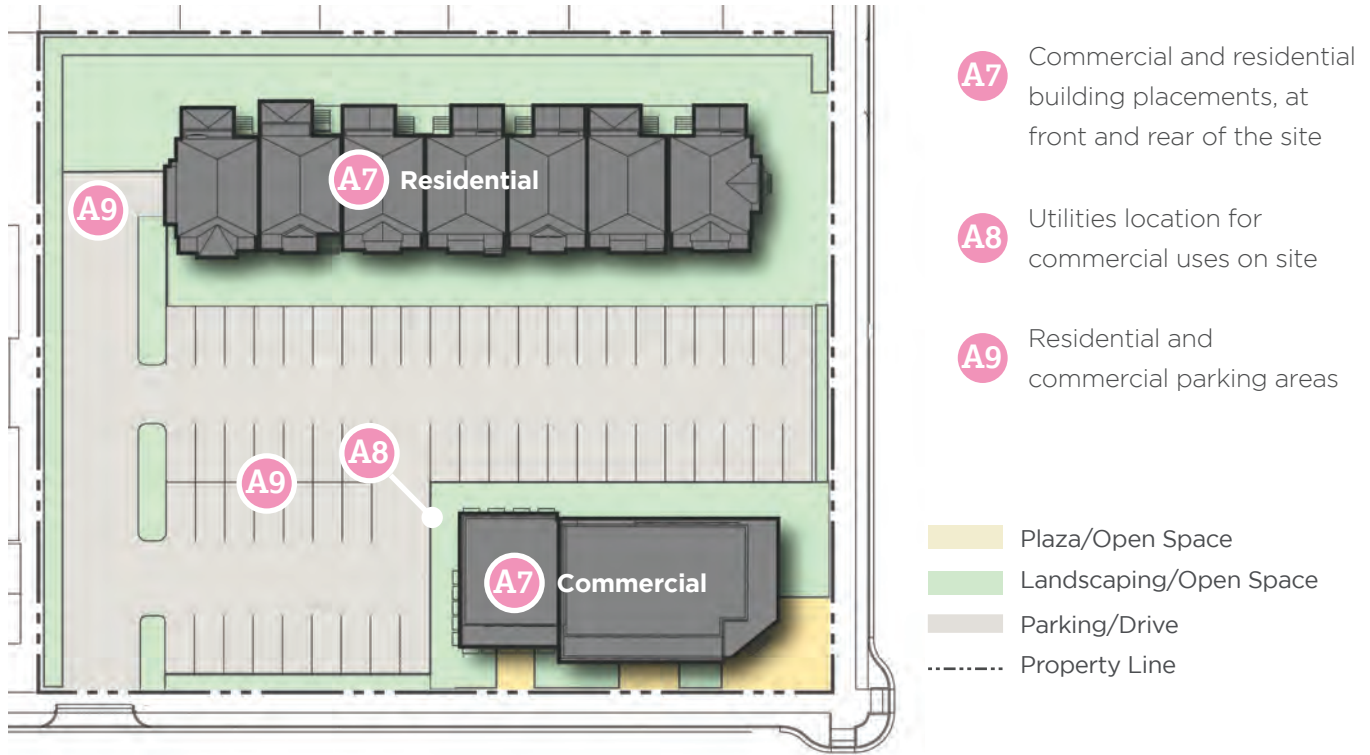 A7 Residential
A9
A8
A9
A7 Commercial
A7 Commercial and residential
building placements, at
front and rear of the site
A8 Utilities location for
commercial uses on site
A9 Residential and
commercial parking areas
Plaza/Open Space
Landscaping/Open Space
Parking/Drive
Property Line